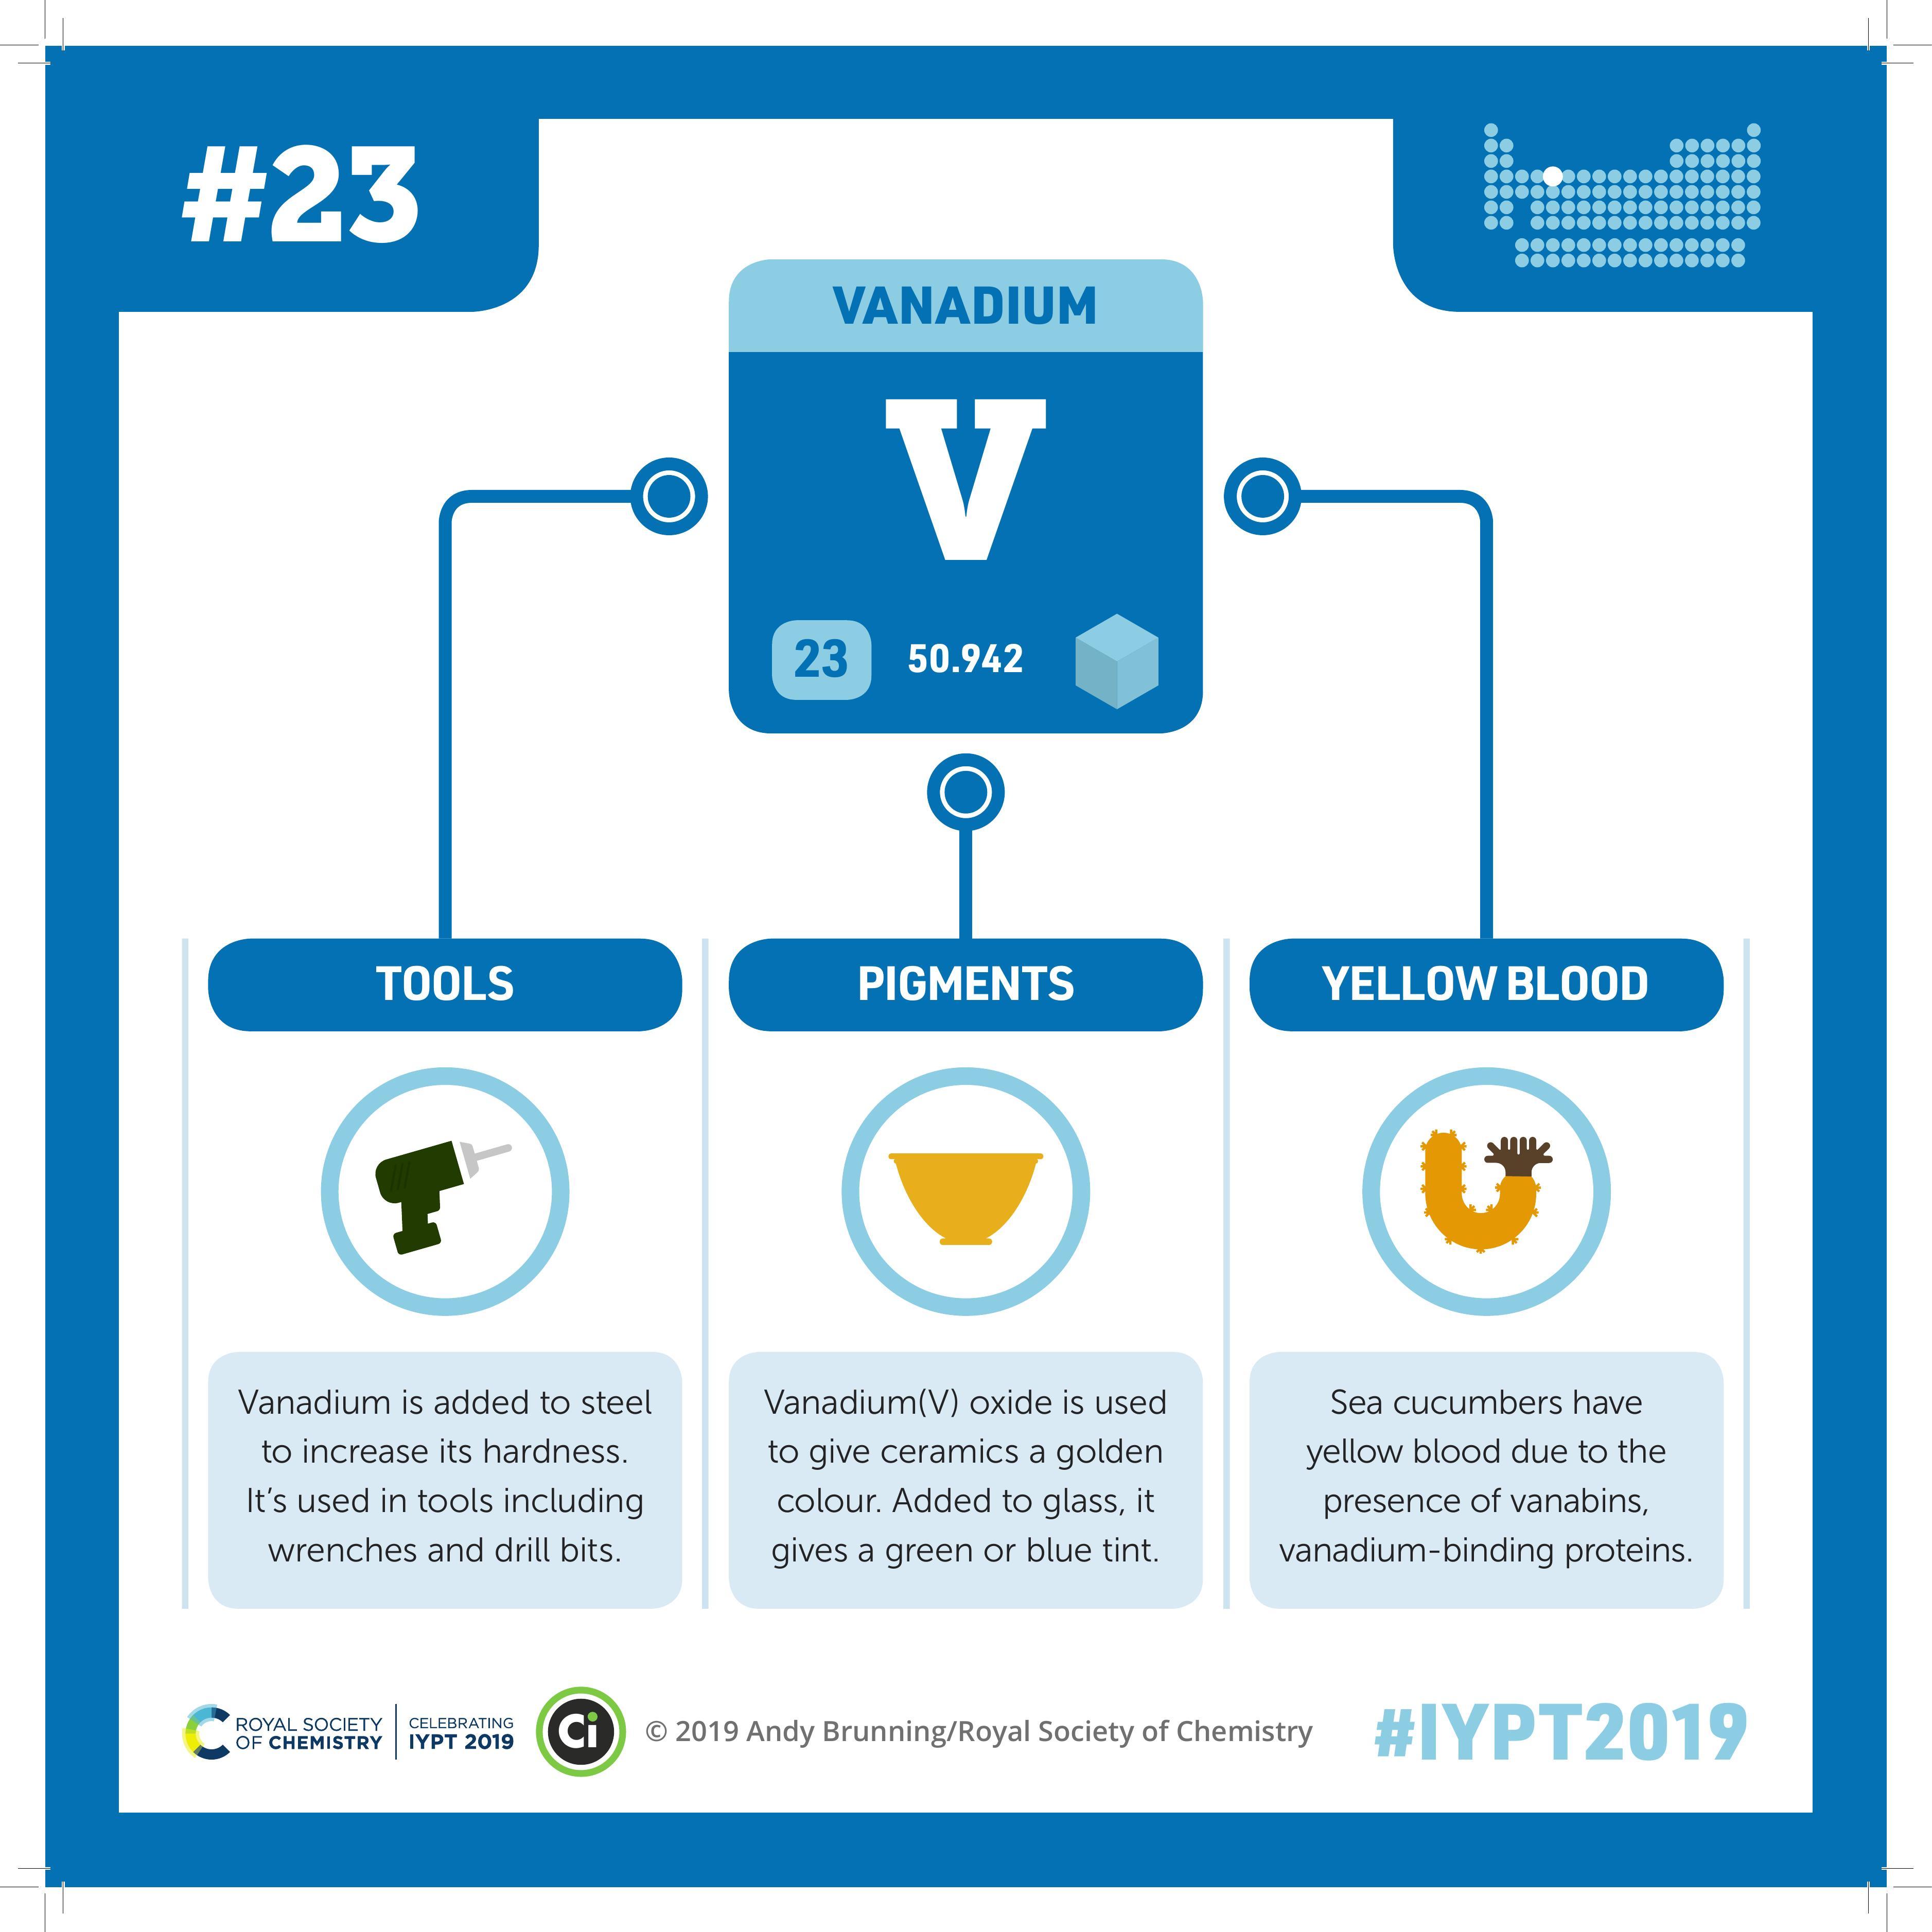 #23
VANADIUM
V
23
50.942
TOOLS
Vanadium is added to steel
to increase its hardness.
It's used in tools including
wrenches and drill bits.
PIGMENTS
Vanadium(V) oxide is used
to give ceramics a golden
colour. Added to glass, it
gives a green or blue tint.
YELLOW BLOOD
Sea cucumbers have
yellow blood due to the
presence of vanabins,
vanadium-binding proteins.
ROYAL SOCIETY
OF CHEMISTRY
CELEBRATING
IYPT 2019
Ci
© 2019 Andy Brunning/Royal Society of Chemistry
#IYPT2019